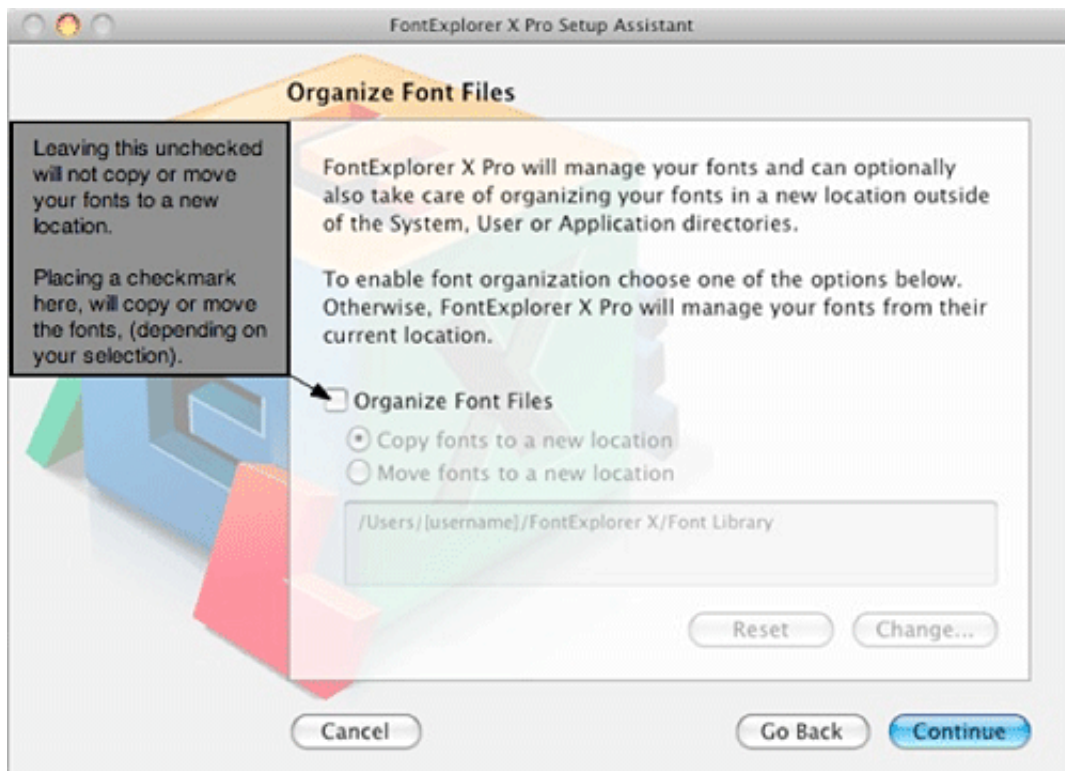 FontExplorer X Pro Setup Assistant
Organize Font Files
Leaving this unchecked
will not copy or move
your fonts to a new
location.
Placing a checkmark
here, will copy or move
the fonts, (depending on
your selection).
FontExplorer X Pro will manage your fonts and can optionally
also take care of organizing your fonts in a new location outside
of the System, User or Application directories.
To enable font organization choose one of the options below.
Otherwise, FontExplorer X Pro will manage your fonts from their
current location.
Organize Font Files
Copy fonts to a new location
Move fonts to a new location
/Users/[username]/FontExplorer X/Font Library
Reset
Change...
Cancel
Go Back
Continue